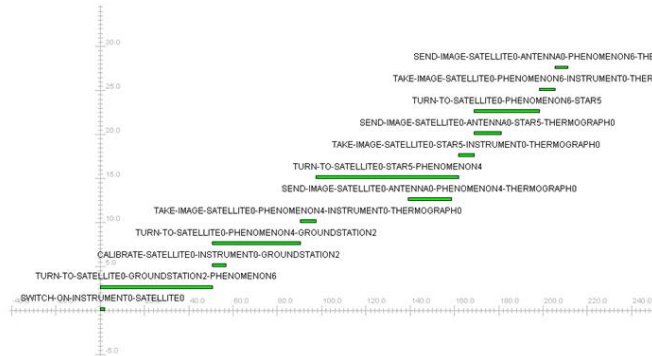 30.0
SEND-IMAGE-SATELLITE0-ANTENNA0-PHENOMENON6-THE
TAKE-IMAGE-SATELLITE0-PHENOMENON6-INSTRUMENT0-THER
25.0
TURN-TO-SATELLITE0-PHENOMENON6-STAR5
SEND-IMAGE-SATELLITE0-ANTENNA0-STAR5-THERMOGRAPH0
20.0
TAKE-IMAGE-SATELLITE0-STAR5-INSTRUMENT0-THERMOGRAPH0
TURN-TO-SATELLITE0-STAR5-PHENOMENON4
15.0
SEND-IMAGE-SATELLITE0-ANTENNA0-PHENOMENON4-THERMOGRAPH0
TAKE-IMAGE-SATELLITE0-PHENOMENON4-INSTRUMENT0-THERMOGRAPH0
10.0
TURN-TO-SATELLITE0-PHENOMENON4-GROUNDSTATION2
CALIBRATE-SATELLITE0-INSTRUMENT0-GROUNDSTATION2
5.0
TURN-TO-SATELLITE0-GROUNDSTATION2-PHENOMENON6
SWITCH-ON-INSTRUMENT0-SATELLITE0
40.0 60.0 80.0 100.0 120.0 140.0 160.0 180.0 200.0 220.0 240.0
-5.0